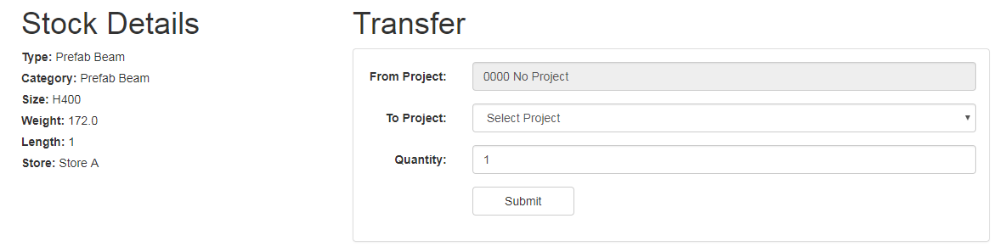 Stock Details
Type: Prefab Beam
Category: Prefab Beam
Size: H400
Weight: 172.0
Length: 1
Store: Store A
Transfer
From Project: 0000 No Project
To Project: Select Project
Quantity: 1
Submit